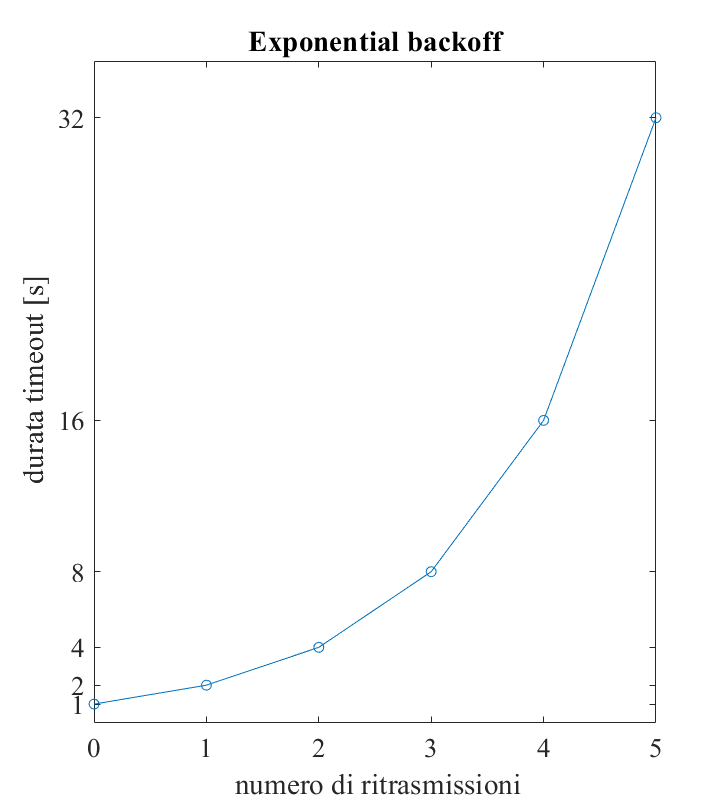 Exponential backoff
durata timeout [s]
32
16
8
4
2
1
0 1 2 3 4 5
numero di ritrasmissioni